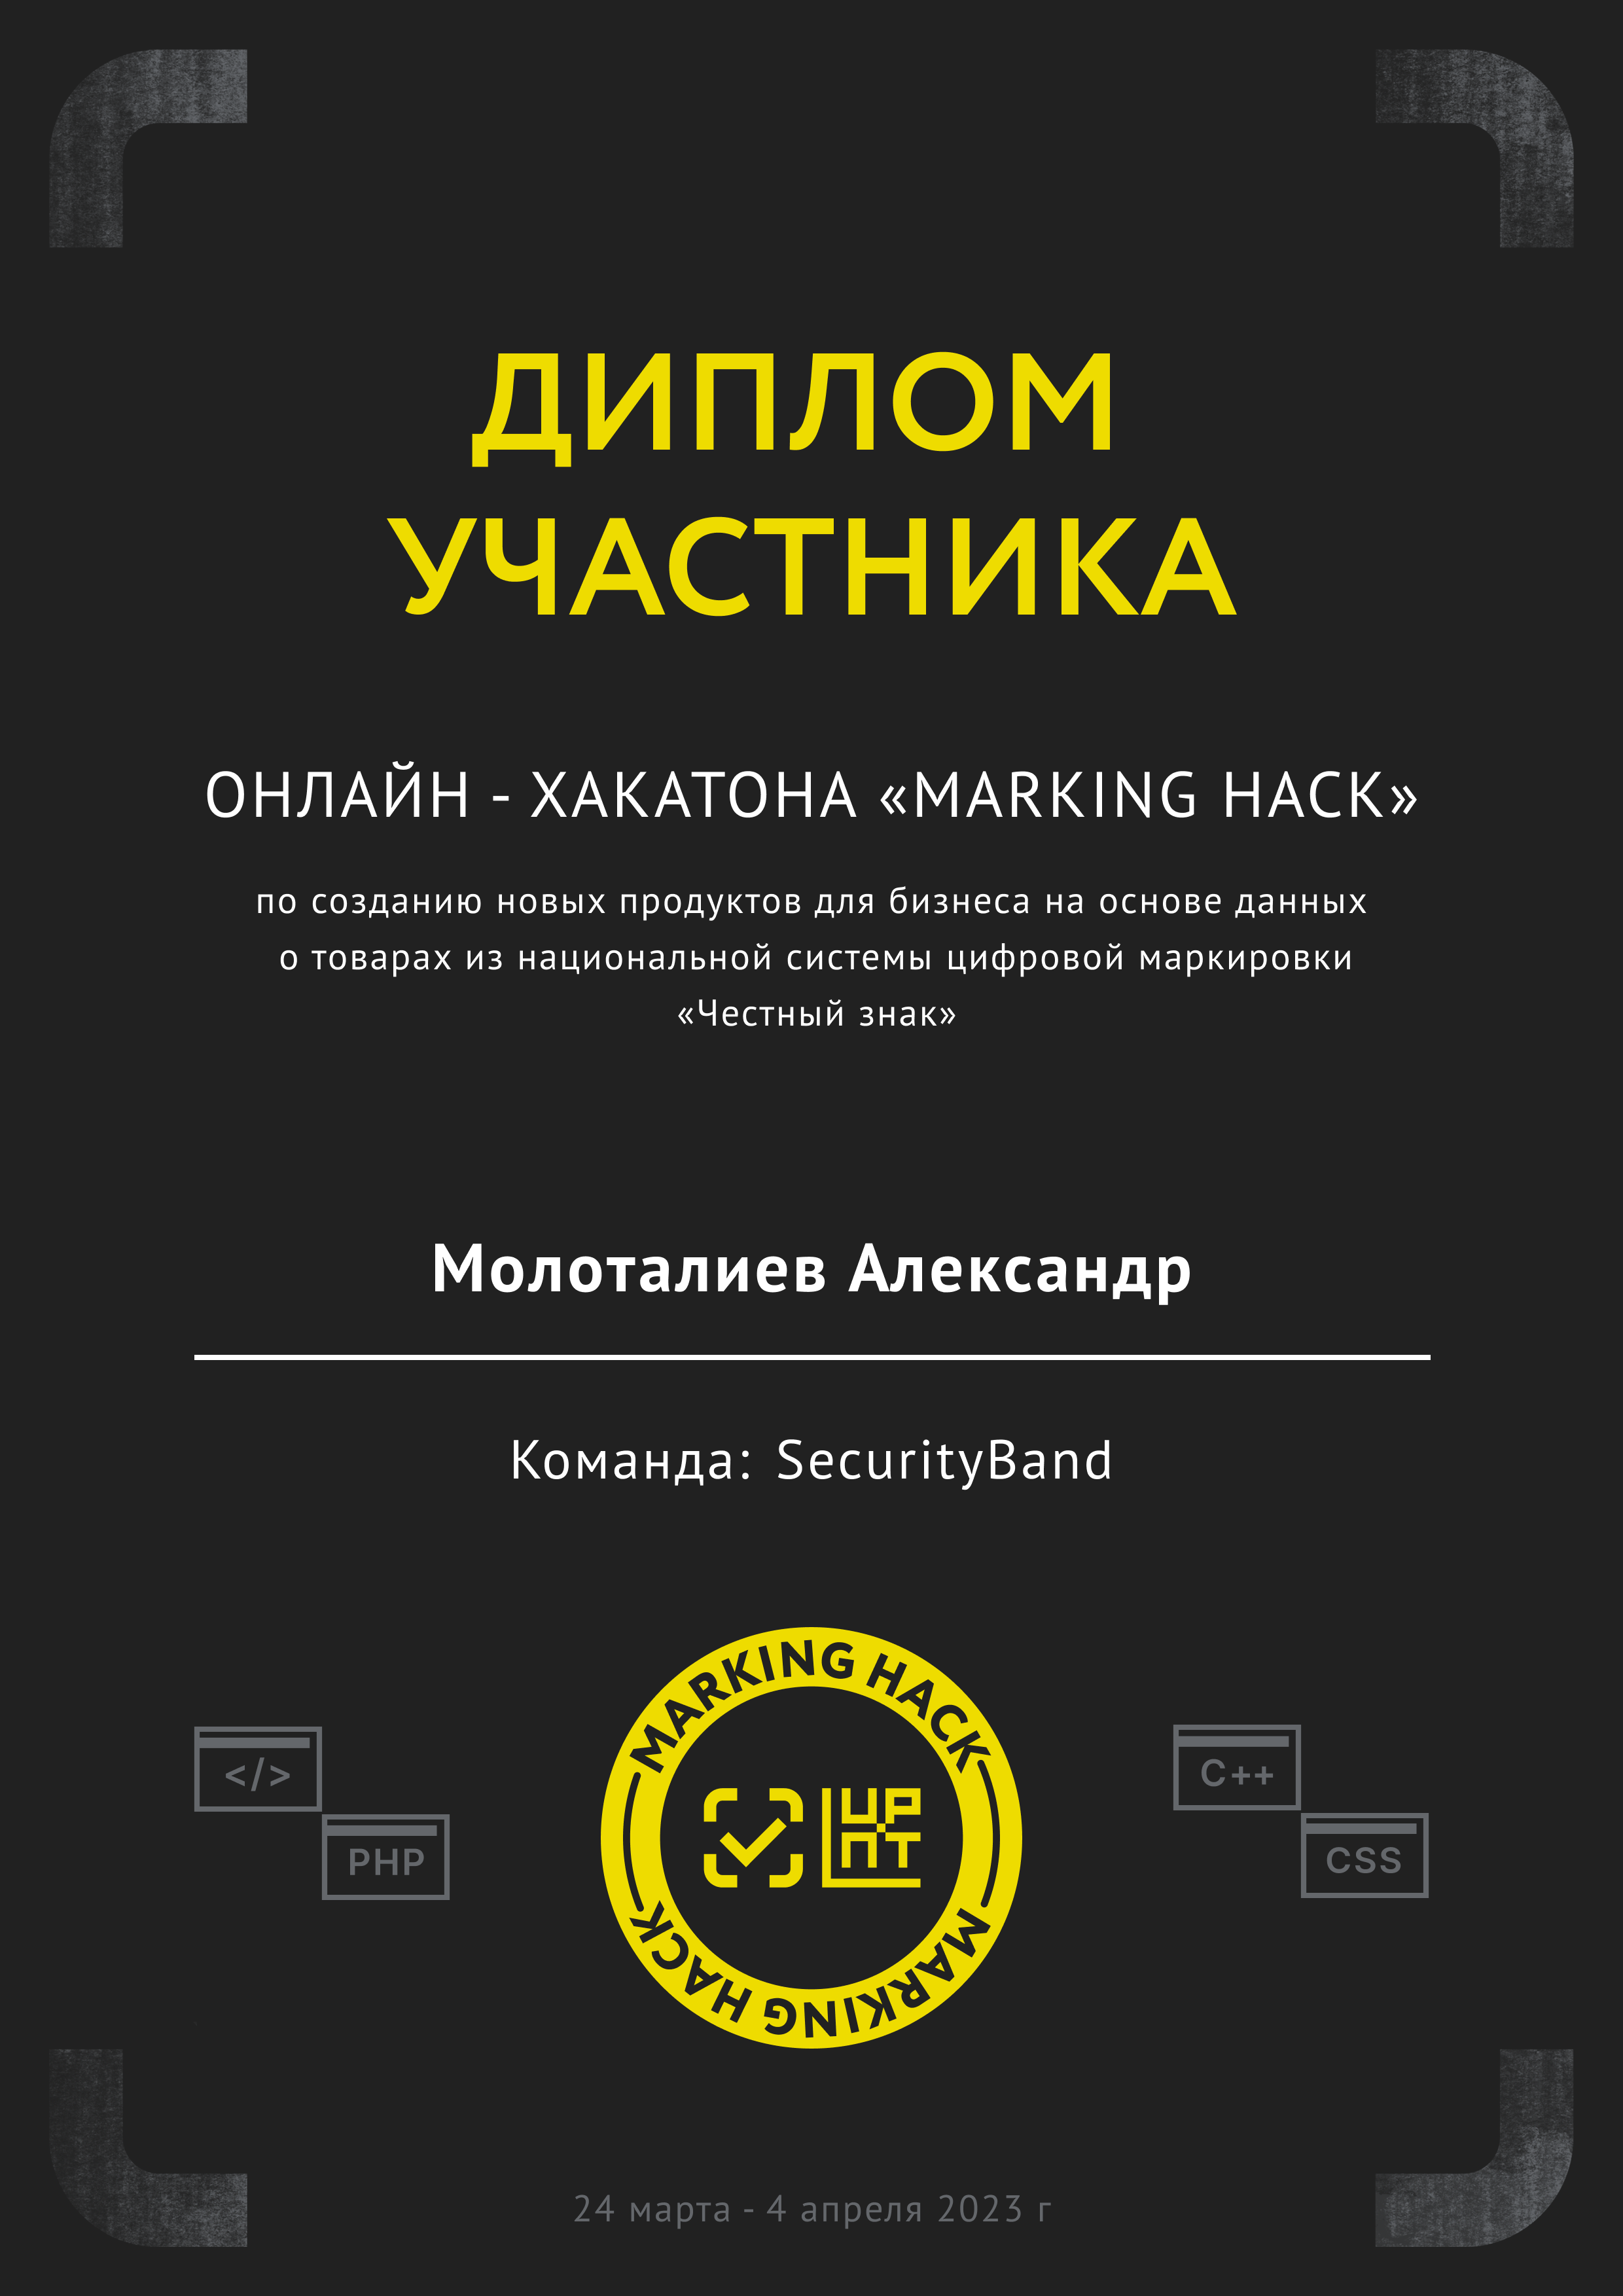 ДИПЛОМ
УЧАСТНИКА
ОНЛАЙН - ХАКАТОНА «MARKING HACK»
по созданию новых продуктов для бизнеса на основе данных
о товарах из национальной системы цифровой маркировки
«Честный знак»
Молоталиев Александр
Команда: SecurityBand
MARKING HACK
</>
C++
PHP
CSS
ЦРПТ
MARKING HACK
24 марта - 4 апреля 2023 г